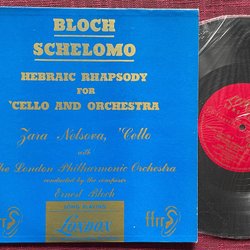 BLOCH
SCHELOMO
HEBRAIC RHAPSODY
FOR
'CELLO AND ORCHESTRA
Zara Nelsova, 'Cello
with
The London Philharmonic Orchestra
conducted by the composer
Ernest Bloch
LONG PLAYING
ffrr
LONDON
ffrr